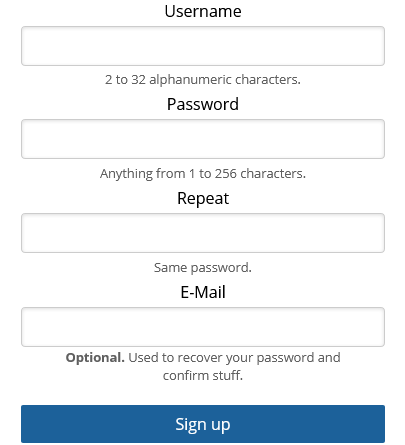 Username
2 to 32 alphanumeric characters.
Password
Anything from 1 to 256 characters.
Repeat
Same password.
E-Mail
Optional. Used to recover your password and
confirm stuff.
Sign up